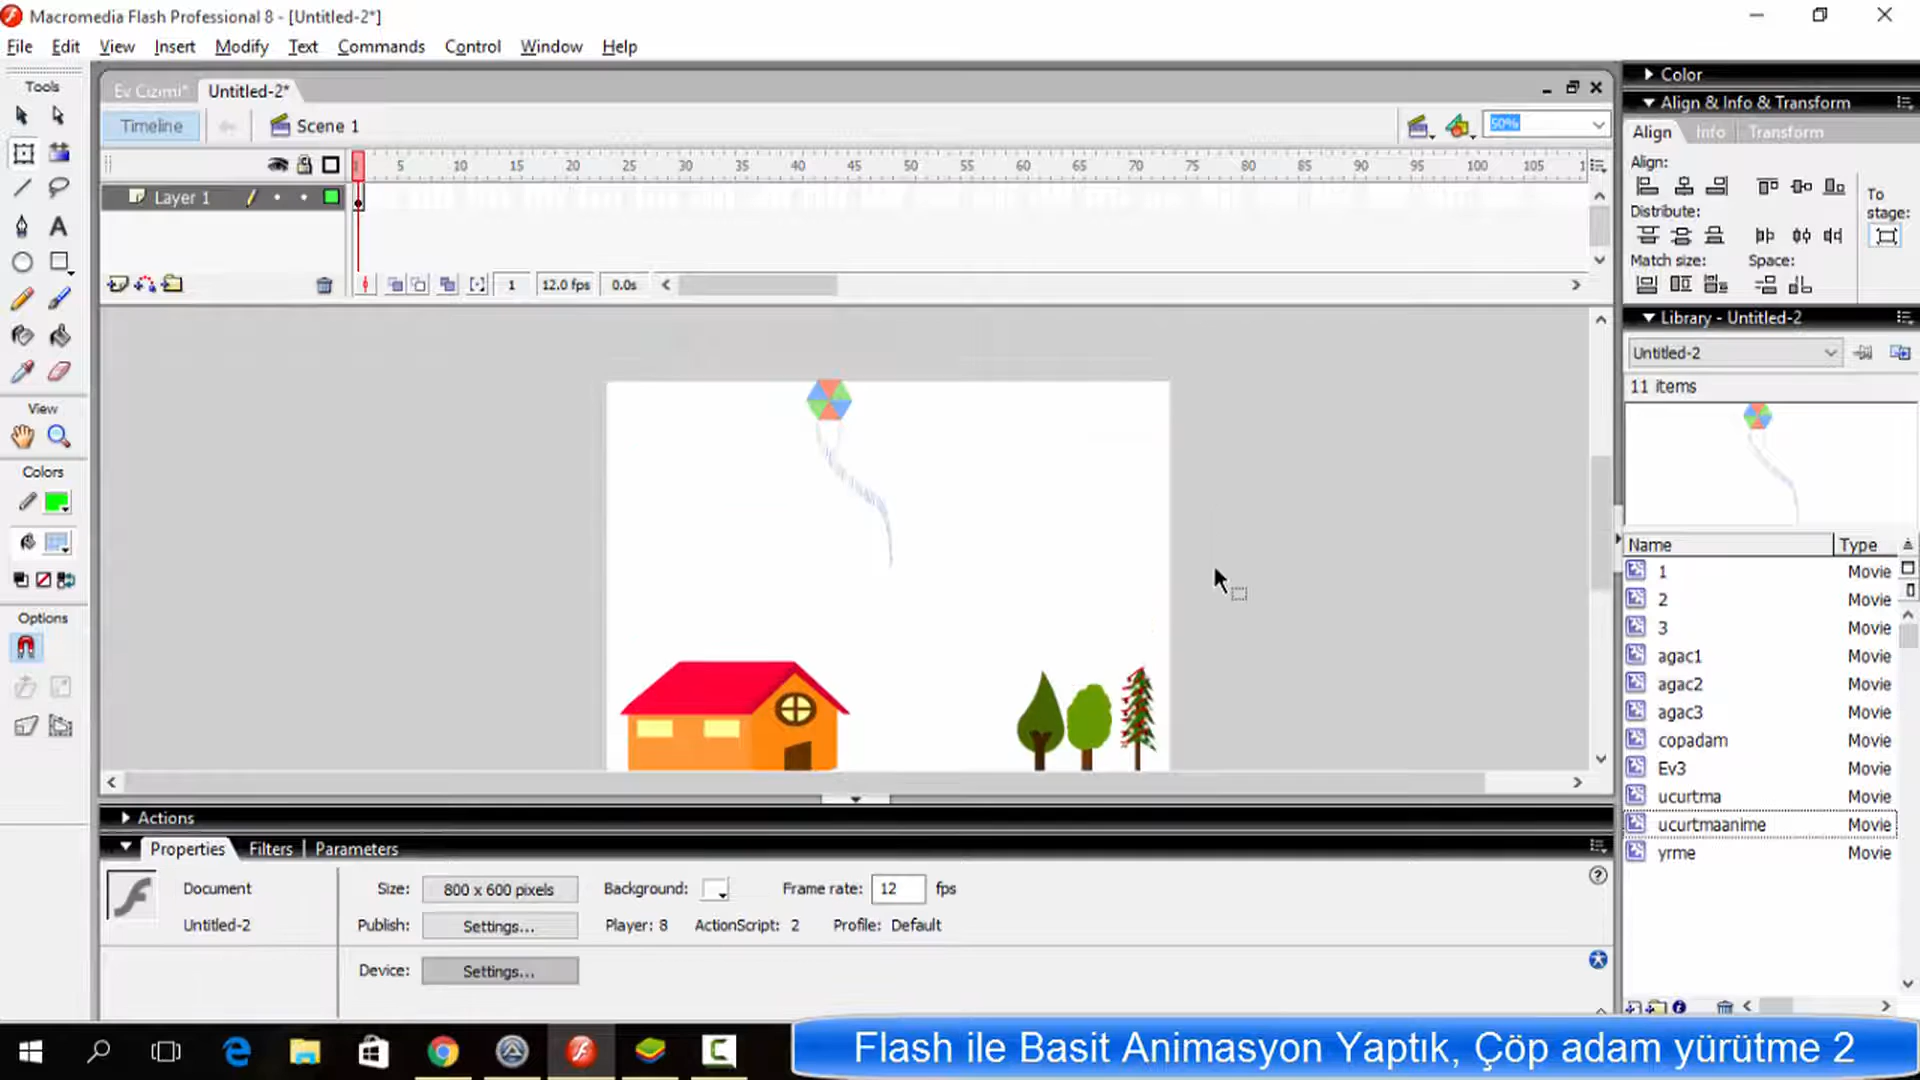 Macromedia Flash Professional 8 - [Untitled-2*]
File Edit View Insert Modify Text Commands Control Window Help
Tools
Ev Cizimi* Untitled-2*
Timeline Scene 1 50%
5 10 15 20 25 30 35 40 45 50 55 60 65 70 75 80 85 90 95 100 105 1
Layer 1
1 12.0 fps 0.0s
View
Colors
Options
Color
Align & Info & Transform
Align Info Transform
Align:
To stage:
Distribute:
Match size: Space:
Library - Untitled-2
Untitled-2
11 items
Name Type
1 Movie
2 Movie
3 Movie
agac1 Movie
agac2 Movie
agac3 Movie
copadam Movie
Ev3 Movie
ucurtma Movie
ucurtmaanime Movie
yrme Movie
Actions
Properties Filters Parameters
Document Size: 800 x 600 pixels Background: Frame rate: 12 fps
Untitled-2 Publish: Settings... Player: 8 ActionScript: 2 Profile: Default
Device: Settings...
Flash ile Basit Animasyon Yaptık, Çöp adam yürütme 2